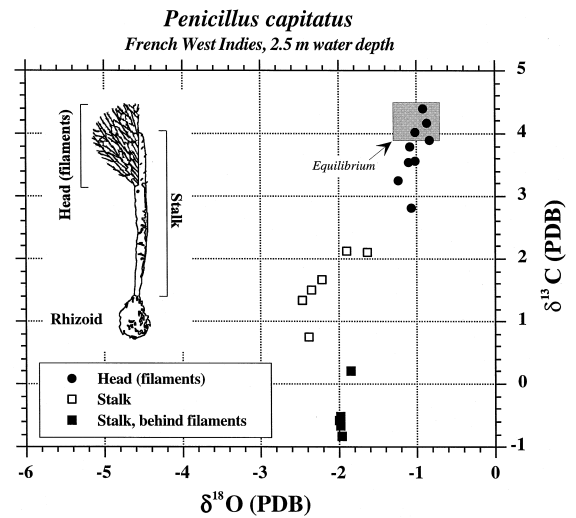 Penicillus capitatus
French West Indies, 2.5 m water depth
Head (filaments)
Stalk
Rhizoid
Equilibrium
Head (filaments)
Stalk
Stalk, behind filaments
5
4
3
2
1
0
-1
δ13C (PDB)
-6 -5 -4 -3 -2 -1 0
δ18O (PDB)